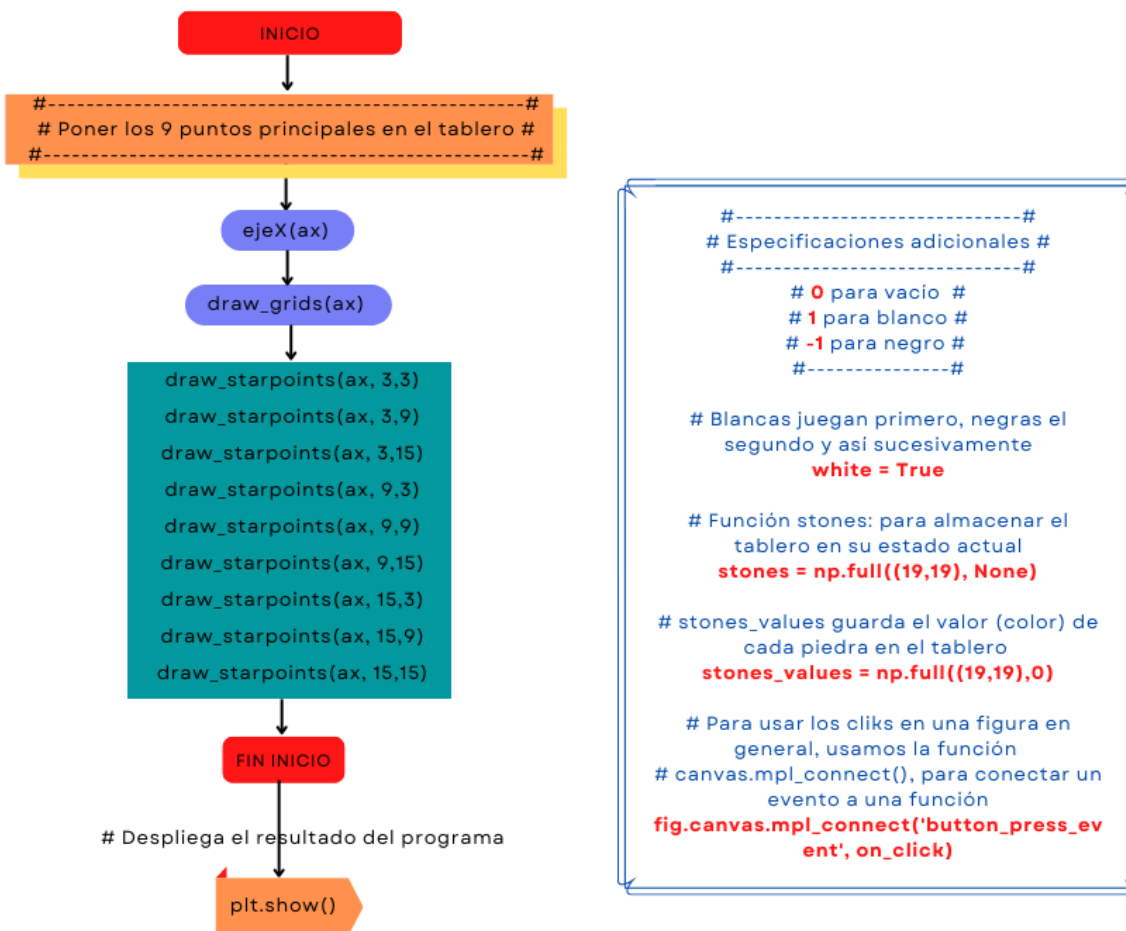 INICIO
#--------------------------------------------------#
# Poner los 9 puntos principales en el tablero #
#---------------------------------------------------#
ejeX(ax)
draw_grids(ax)
draw_starpoints(ax, 3,3)
draw_starpoints(ax, 3,9)
draw_starpoints(ax, 3,15)
draw_starpoints(ax, 9,3)
draw_starpoints(ax, 9,9)
draw_starpoints(ax, 9,15)
draw_starpoints(ax, 15,3)
draw_starpoints(ax, 15,9)
draw_starpoints(ax, 15,15)
FIN INICIO
# Despliega el resultado del programa
plt.show()
#------------------------------#
# Especificaciones adicionales #
#------------------------------#
# 0 para vacío #
# 1 para blanco #
# -1 para negro #
#---------------#
# Blancas juegan primero, negras el
segundo y así sucesivamente
white = True
# Función stones: para almacenar el
tablero en su estado actual
stones = np.full((19,19), None)
# stones_values guarda el valor (color) de
cada piedra en el tablero
stones_values = np.full((19,19),0)
# Para usar los cliks en una figura en
general, usamos la función
# canvas.mpl_connect(), para conectar un
evento a una función
fig.canvas.mpl_connect('button_press_ev
ent', on_click)